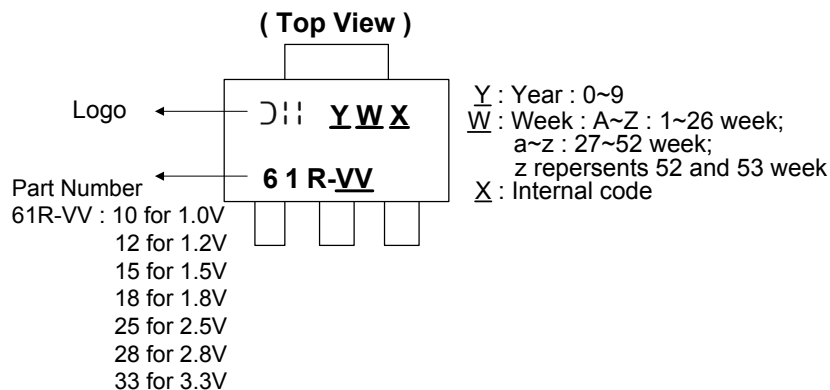 ( Top View )
Logo
Y W X
61R-VV
Y : Year : 0~9
W : Week : A~Z : 1~26 week;
a~z : 27~52 week;
z repersents 52 and 53 week
X : Internal code
Part Number
61R-VV : 10 for 1.0V
12 for 1.2V
15 for 1.5V
18 for 1.8V
25 for 2.5V
28 for 2.8V
33 for 3.3V